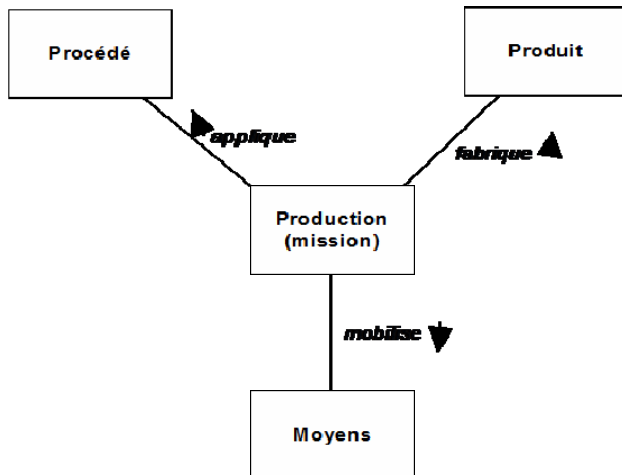 Procédé
Produit
applique
fabrique
Production
(mission)
mobilise
Moyens